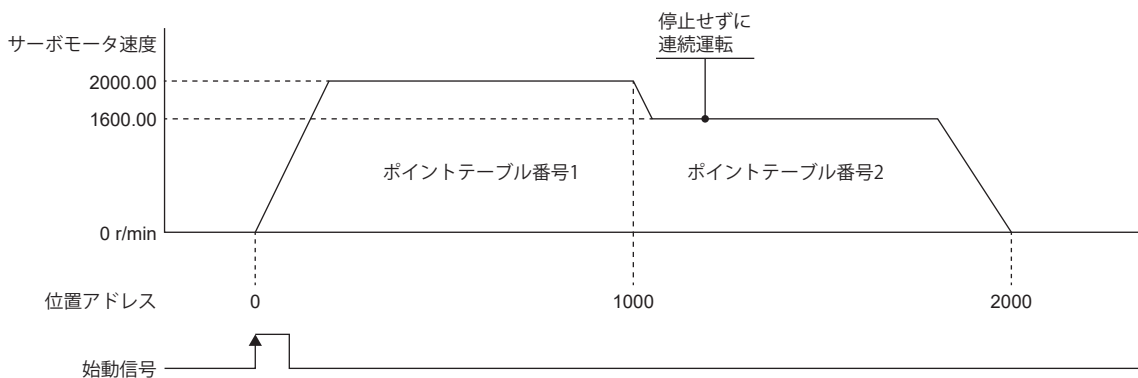 停止せずに
連続運転
サーボモータ速度
2000.00
1600.00
ポイントテーブル番号1
ポイントテーブル番号2
0 r/min
位置アドレス
0
1000
2000
始動信号